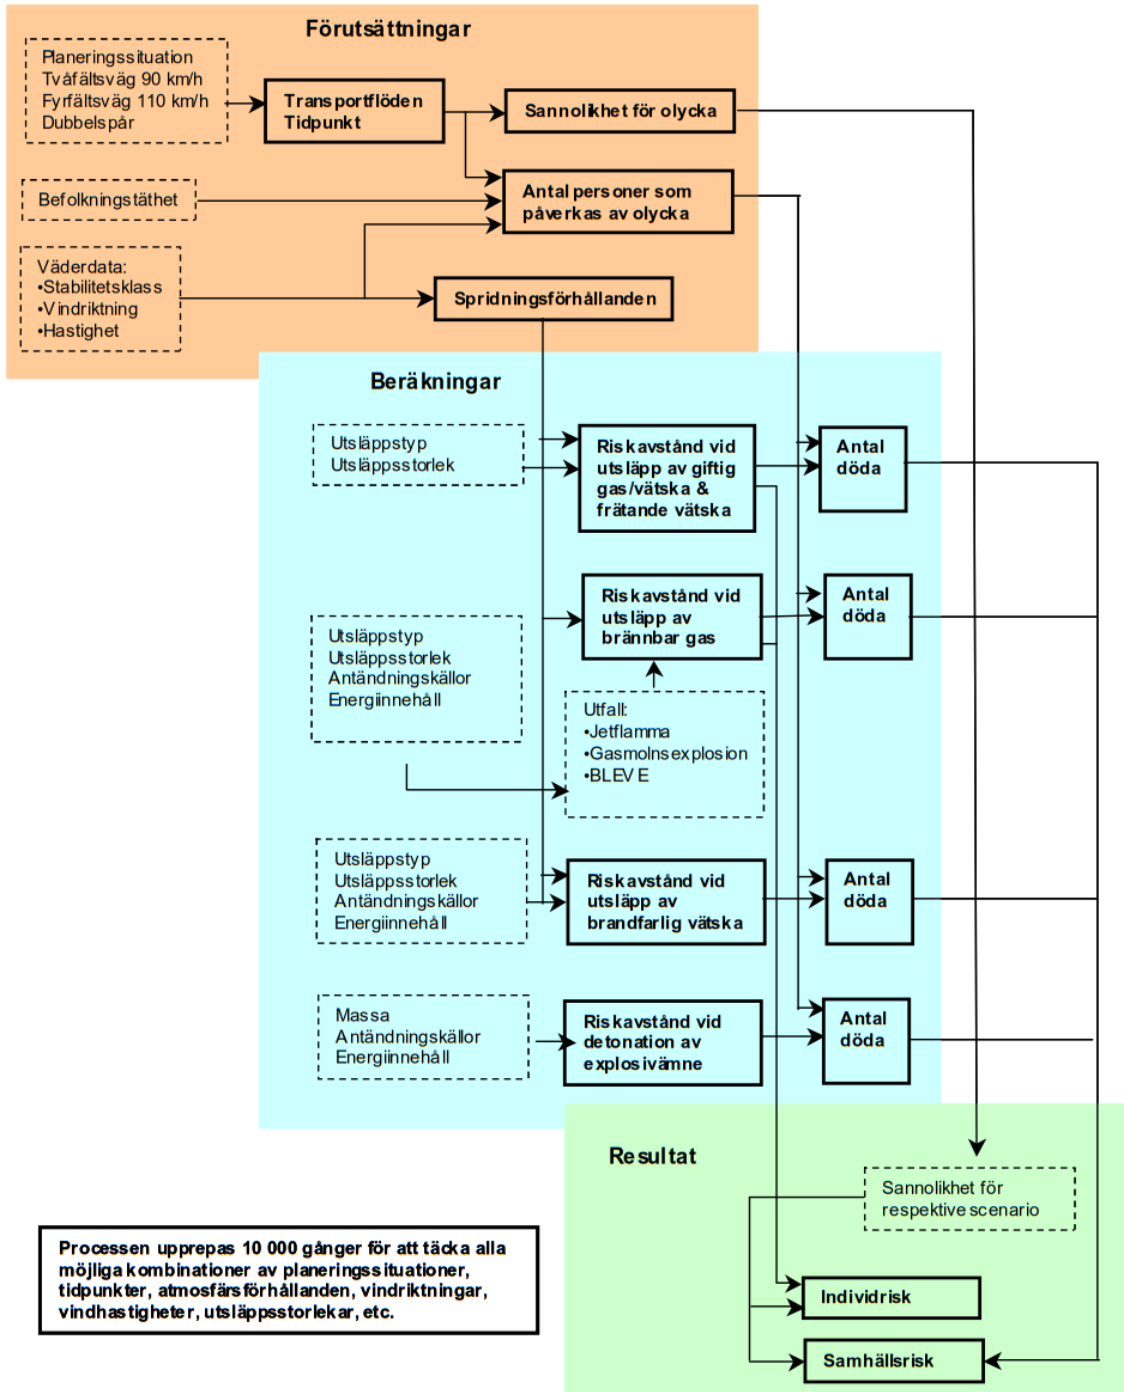 Förutsättningar
Planeringssituation
Tvåfältsväg 90 km/h
Fyrfältsväg 110 km/h
Dubbelspår
Transportflöden
Tidpunkt
Sannolikhet för olycka
Befolkningstäthet
Antal personer som
påverkas av olycka
Väderdata:
•Stabilitetsklass
•Vindriktning
•Hastighet
Spridningsförhållanden
Beräkningar
Utsläppstyp
Utsläppsstorlek
Riskavstånd vid
utsläpp av giftig
gas/vätska &
frätande vätska
Antal
döda
Utsläppstyp
Utsläppsstorlek
Antändningskällor
Energiinnehåll
Riskavstånd vid
utsläpp av
brännbar gas
Antal
döda
Utfall:
•Jetflamma
•Gasmolnsexplosion
•BLEVE
Utsläppstyp
Utsläppsstorlek
Antändningskällor
Energiinnehåll
Riskavstånd vid
utsläpp av
brandfarlig vätska
Antal
döda
Massa
Antändningskällor
Energiinnehåll
Riskavstånd vid
detonation av
explosivämne
Antal
döda
Resultat
Sannolikhet för
respektive scenario
Individrisk
Samhällsrisk
Processen upprepas 10 000 gånger för att täcka alla
möjliga kombinationer av planeringssituationer,
tidpunkter, atmosfärsförhållanden, vindriktningar,
vindhastigheter, utsläppsstorlekar, etc.